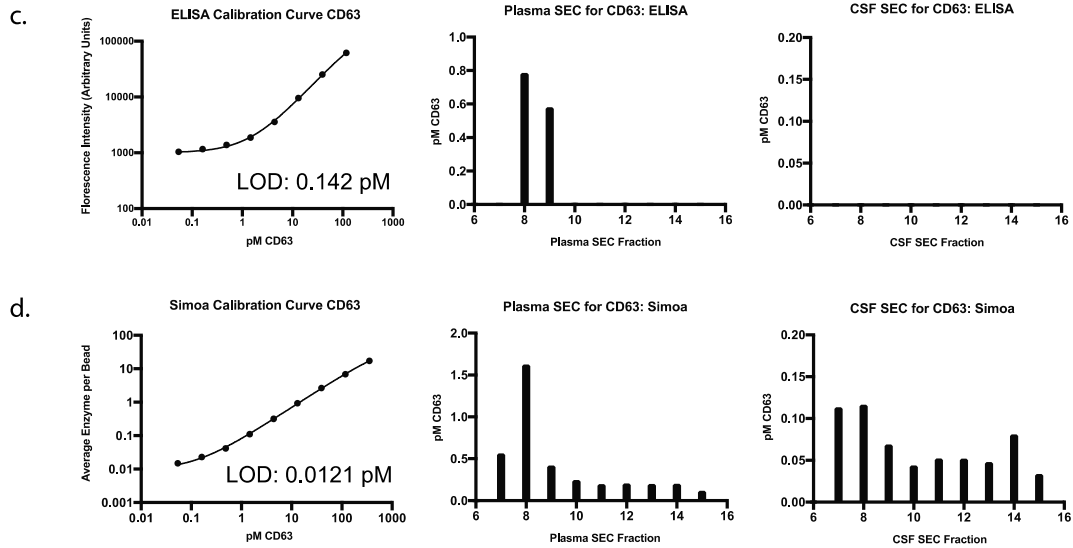 c.
ELISA Calibration Curve CD63
Florescence Intensity (Arbitrary Units)
100000
10000
1000
100
0.01 0.1 1 10 100 1000
pM CD63
LOD: 0.142 pM
Plasma SEC for CD63: ELISA
pM CD63
1.0
0.8
0.6
0.4
0.2
0.0
6 8 10 12 14 16
Plasma SEC Fraction
CSF SEC for CD63: ELISA
pM CD63
0.20
0.15
0.10
0.05
0.00
6 8 10 12 14 16
CSF SEC Fraction
d.
Simoa Calibration Curve CD63
Average Enzyme per Bead
100
10
1
0.1
0.01
0.001
0.01 0.1 1 10 100 1000
pM CD63
LOD: 0.0121 pM
Plasma SEC for CD63: Simoa
pM CD63
2.0
1.5
1.0
0.5
0.0
6 8 10 12 14 16
Plasma SEC Fraction
CSF SEC for CD63: Simoa
pM CD63
0.20
0.15
0.10
0.05
0.00
6 8 10 12 14 16
CSF SEC Fraction